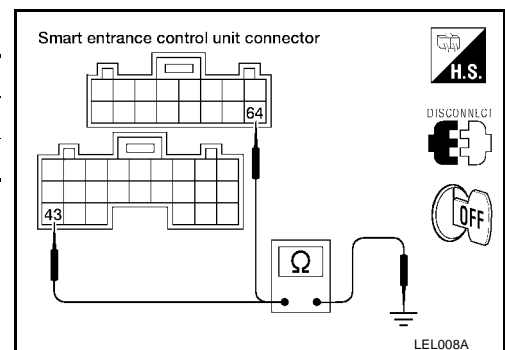 Smart entrance control unit connector
H.S.
DISCONNECT
64
43
OFF
Ω
LEL008A